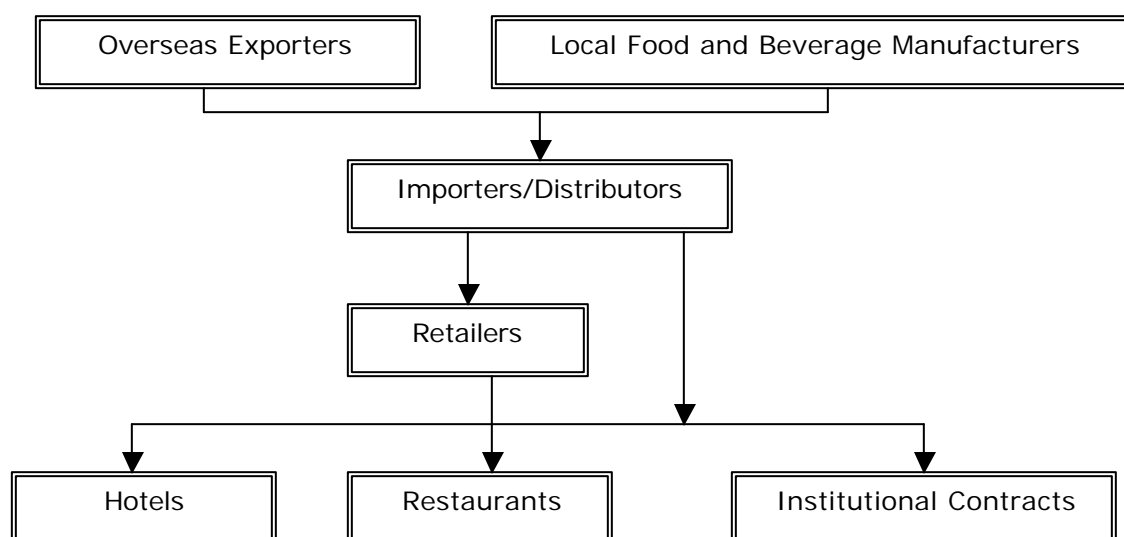 Overseas Exporters
Local Food and Beverage Manufacturers
Importers/Distributors
Retailers
Hotels
Restaurants
Institutional Contracts